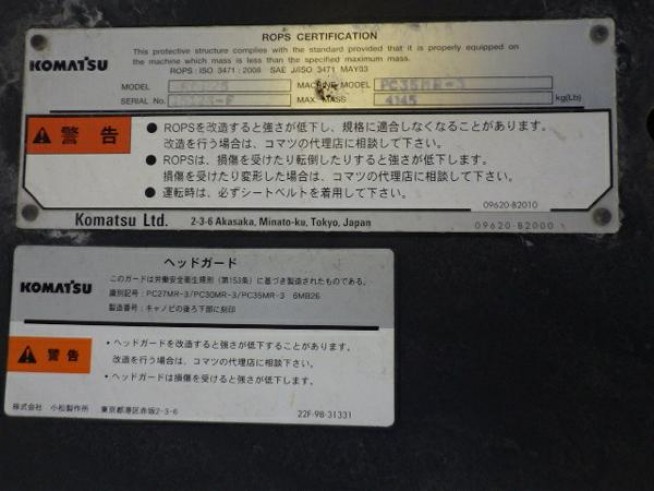 ROPS CERTIFICATION
This protective structure complies with the standard provided that it is properly equipped on
the machine which mass is less than the specified maximum mass.
ROPS : ISO 3471 : 2008 SAE J/ISO 3471 MAY03
KOMATSU
MODEL MACHINE MODEL PC35MR-3
SERIAL No. MAX. MASS 4145 kg(Lb)
警告
● ROPSを改造すると強さが低下し、規格に適合しなくなることがあります。
改造を行う場合は、コマツの代理店に相談して下さい。
● ROPSは、損傷を受けたり転倒したりすると強さが低下します。
損傷を受けたり変形した場合は、コマツの代理店に相談して下さい。
● 運転時は、必ずシートベルトを着用して下さい。
09620-B2010
Komatsu Ltd. 2-3-6 Akasaka, Minato-ku, Tokyo, Japan
09620-B2000
ヘッドガード
KOMATSU
このガードは労働安全衛生規則(第153条)に基づき製造されたものである。
識別記号:PC27MR-3/PC30MR-3/PC35MR-3 6MB26
製造番号:キャノピの後ろ下部に刻印
警告
・ヘッドガードを改造すると強さが低下することがあります。
改造を行う場合は、コマツの代理店に相談下さい。
・ヘッドガードは損傷を受けると強さが低下します。
株式会社 小松製作所 東京都港区赤坂2-3-6
22F-98-31331